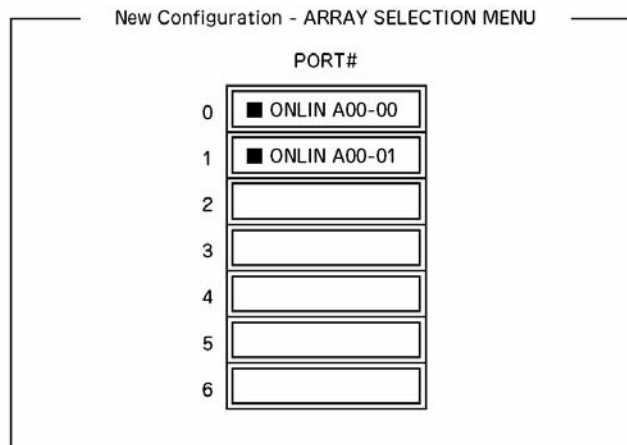 New Configuration - ARRAY SELECTION MENU
PORT#
0 ■ ONLIN A00-00
1 ■ ONLIN A00-01
2
3
4
5
6